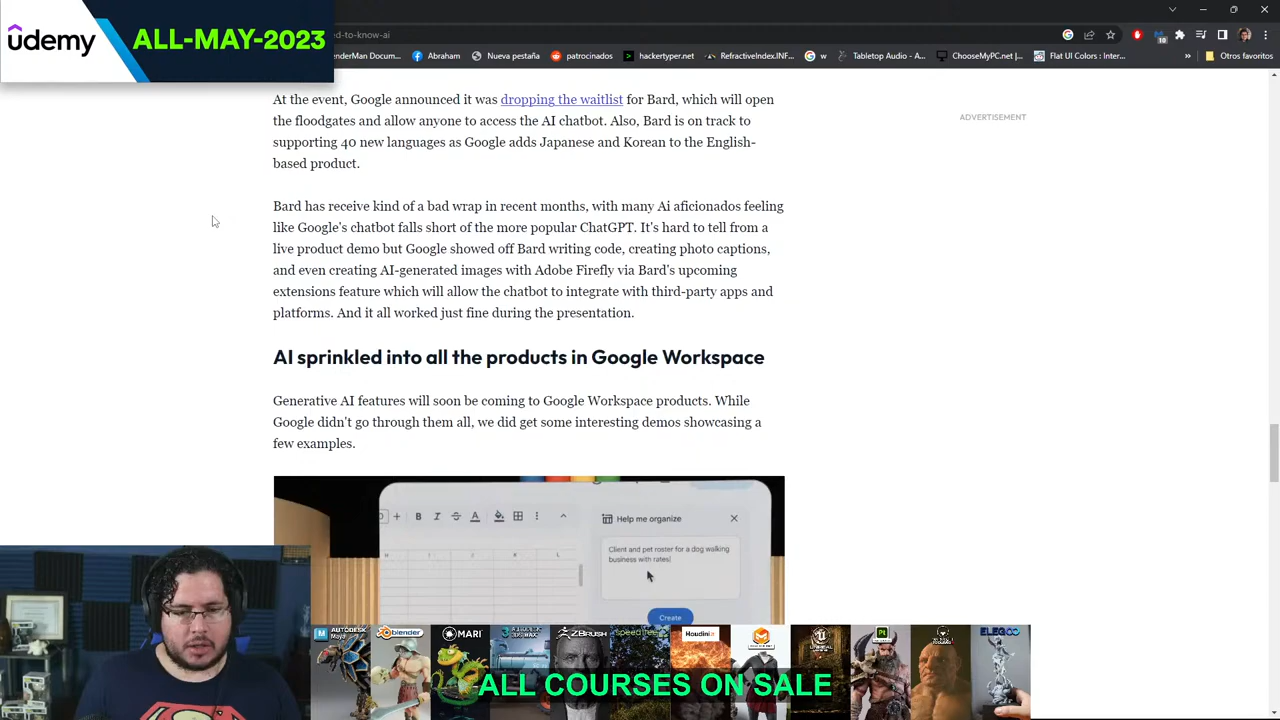 ûdemy
ALL-MAY-2023
ed-to-know-ai
erMan Docum...
Abraham
Nueva pestaña
patrocinados
hackertyper.net
RefractiveIndex.INF...
w
Tabletop Audio - A...
ChooseMyPC.net |...
Flat UI Colors : Inter...
»
Otros favoritos
10
At the event, Google announced it was dropping the waitlist for Bard, which will open
the floodgates and allow anyone to access the AI chatbot. Also, Bard is on track to
supporting 40 new languages as Google adds Japanese and Korean to the English-
based product.
ADVERTISEMENT
Bard has receive kind of a bad wrap in recent months, with many Ai aficionados feeling
like Google's chatbot falls short of the more popular ChatGPT. It's hard to tell from a
live product demo but Google showed off Bard writing code, creating photo captions,
and even creating AI-generated images with Adobe Firefly via Bard's upcoming
extensions feature which will allow the chatbot to integrate with third-party apps and
platforms. And it all worked just fine during the presentation.
AI sprinkled into all the products in Google Workspace
Generative AI features will soon be coming to Google Workspace products. While
Google didn't go through them all, we did get some interesting demos showcasing a
few examples.
B I S A
Help me organize
H I J K L
Client and pet roster for a dog walking
business with rates
Create
AUTODESK
Maya
blender
MARI
ZBRUSH
Houdini
UNREAL
ELEGOO
ALL COURSES ON SALE